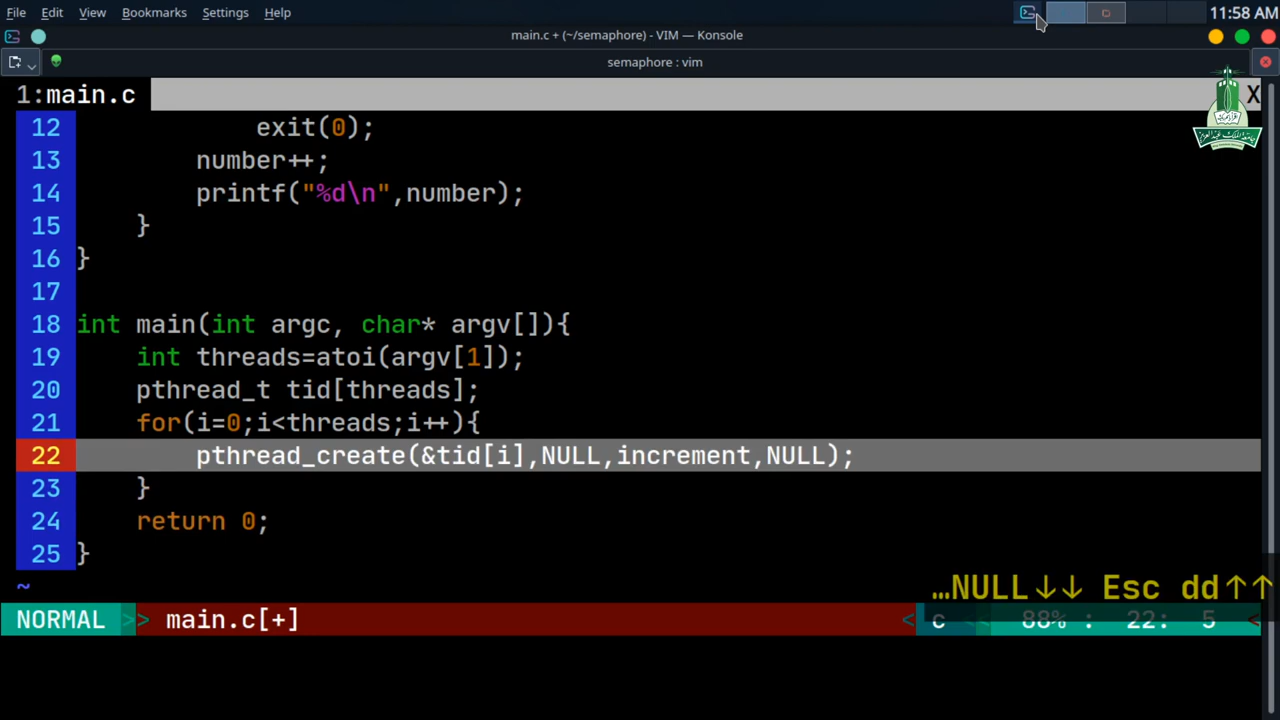 File Edit View Bookmarks Settings Help 11:58 AM
main.c + (~/semaphore) - VIM — Konsole
semaphore : vim
1:main.c X
12 exit(0);
13 number++;
14 printf("%d\n",number);
15 }
16 }
17
18 int main(int argc, char* argv[]){
19 int threads=atoi(argv[1]);
20 pthread_t tid[threads];
21 for(i=0;i<threads;i++){
22 pthread_create(&tid[i],NULL,increment,NULL);
23 }
24 return 0;
25 }
~
…NULL↓↓ Esc dd↑↑
NORMAL >> main.c[+] < c << 88% : 22: 5 <